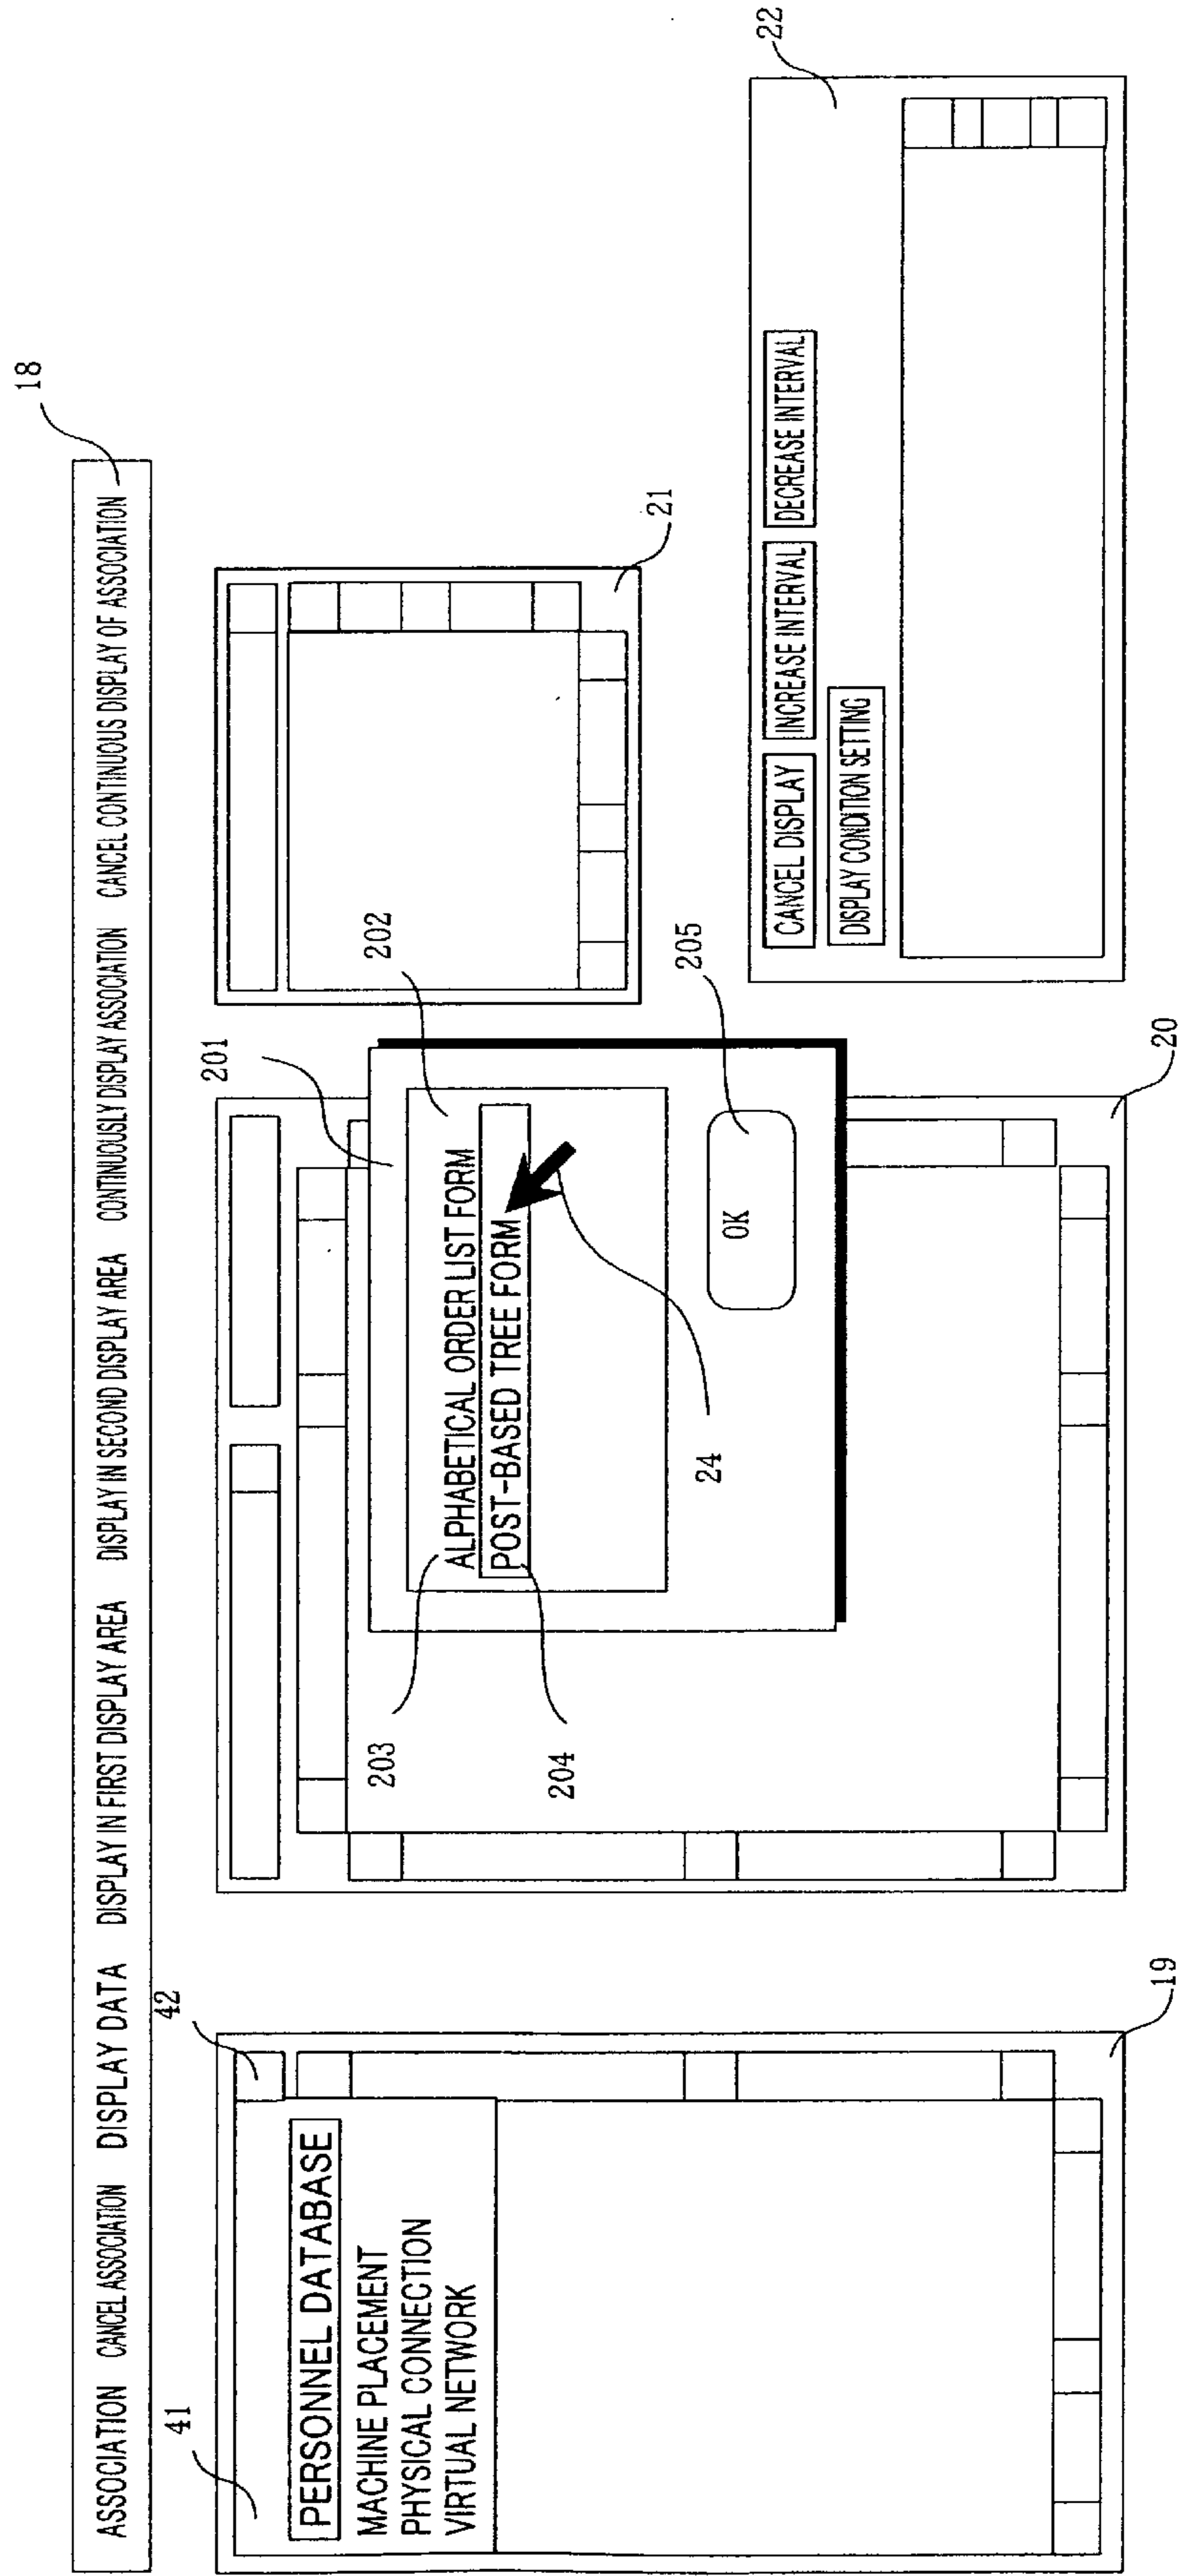 18
ASSOCIATION CANCEL ASSOCIATION DISPLAY DATA DISPLAY IN FIRST DISPLAY AREA DISPLAY IN SECOND DISPLAY AREA CONTINUOUSLY DISPLAY ASSOCIATION CANCEL CONTINUOUS DISPLAY OF ASSOCIATION
41
42
PERSONNEL DATABASE
MACHINE PLACEMENT
PHYSICAL CONNECTION
VIRTUAL NETWORK
19
201
202
203
ALPHABETICAL ORDER LIST FORM
POST-BASED TREE FORM
204
24
OK
205
20
21
22
CANCEL DISPLAY INCREASE INTERVAL DECREASE INTERVAL
DISPLAY CONDITION SETTING